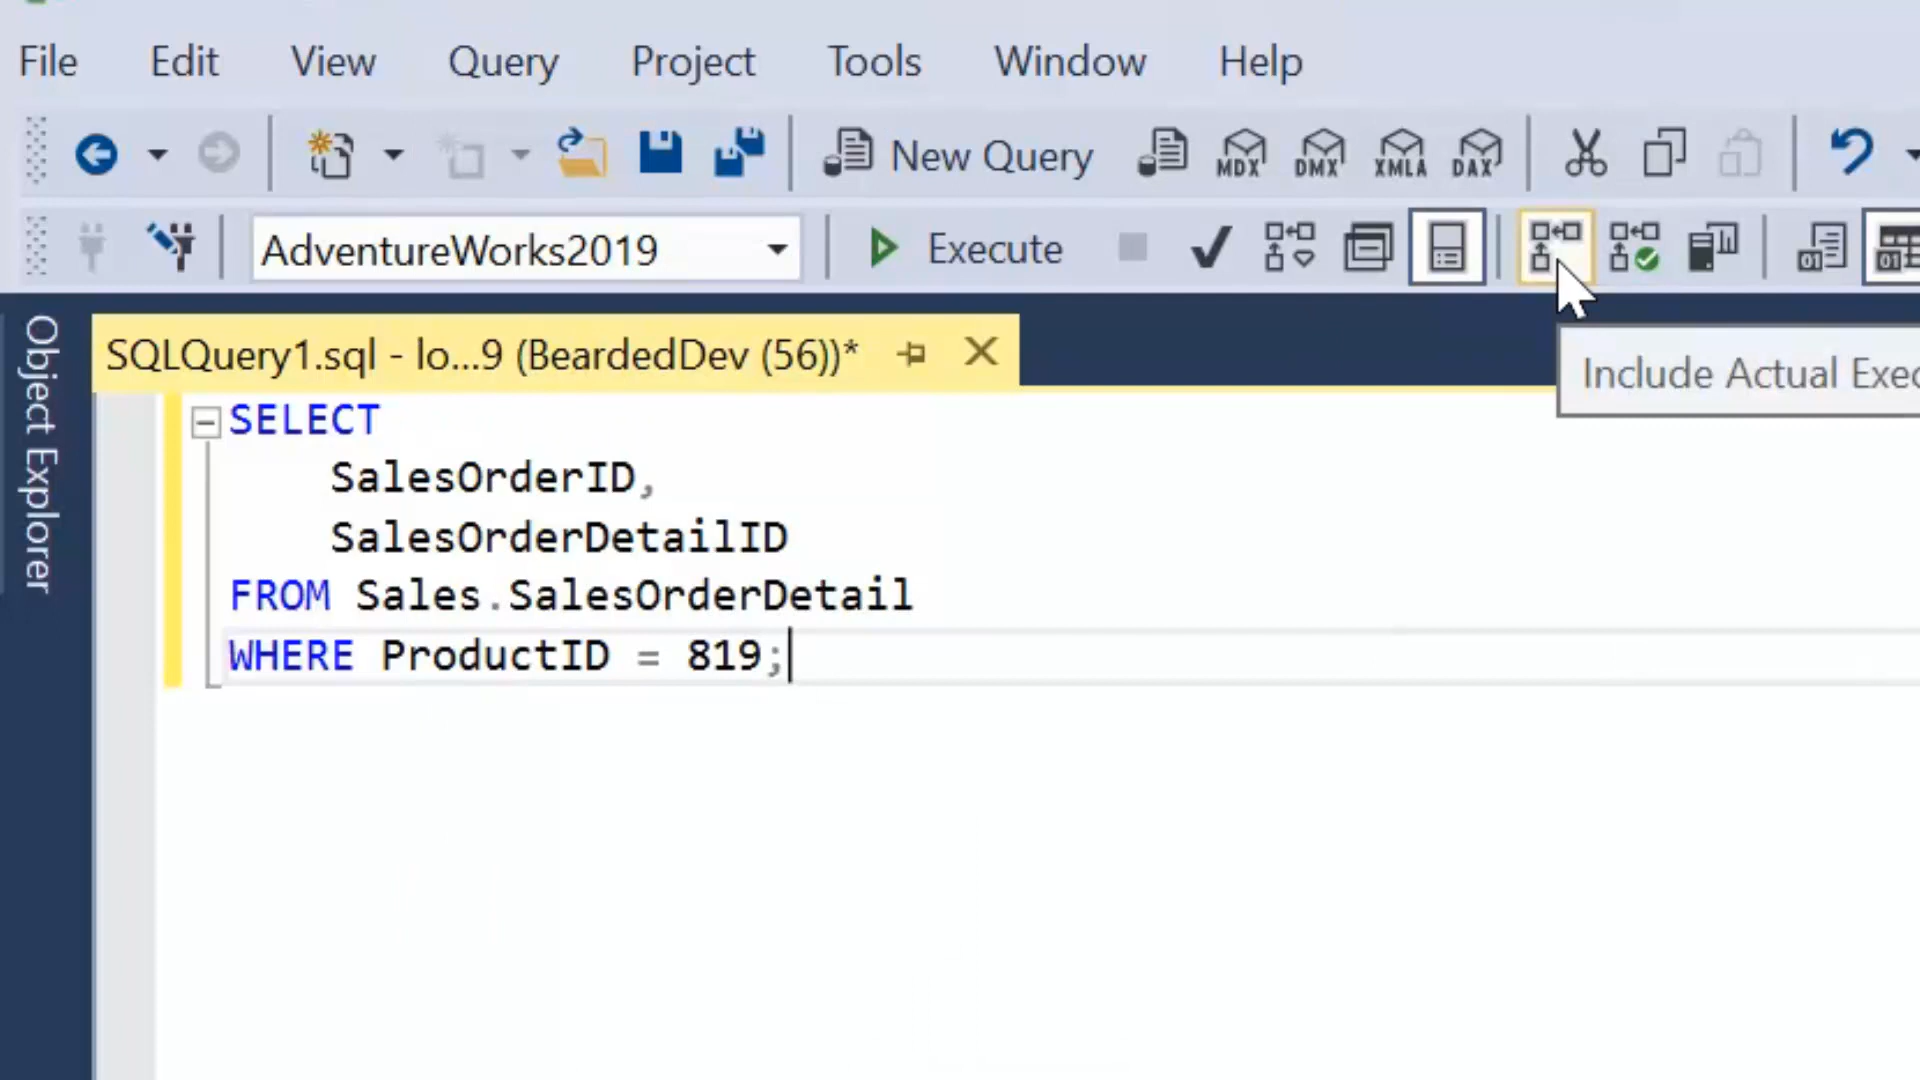 File Edit View Query Project Tools Window Help
New Query MDX DMX XMLA DAX
AdventureWorks2019 Execute
Include Actual Exec
SQLQuery1.sql - lo...9 (BeardedDev (56))*
Object Explorer
SELECT
SalesOrderID,
SalesOrderDetailID
FROM Sales.SalesOrderDetail
WHERE ProductID = 819;